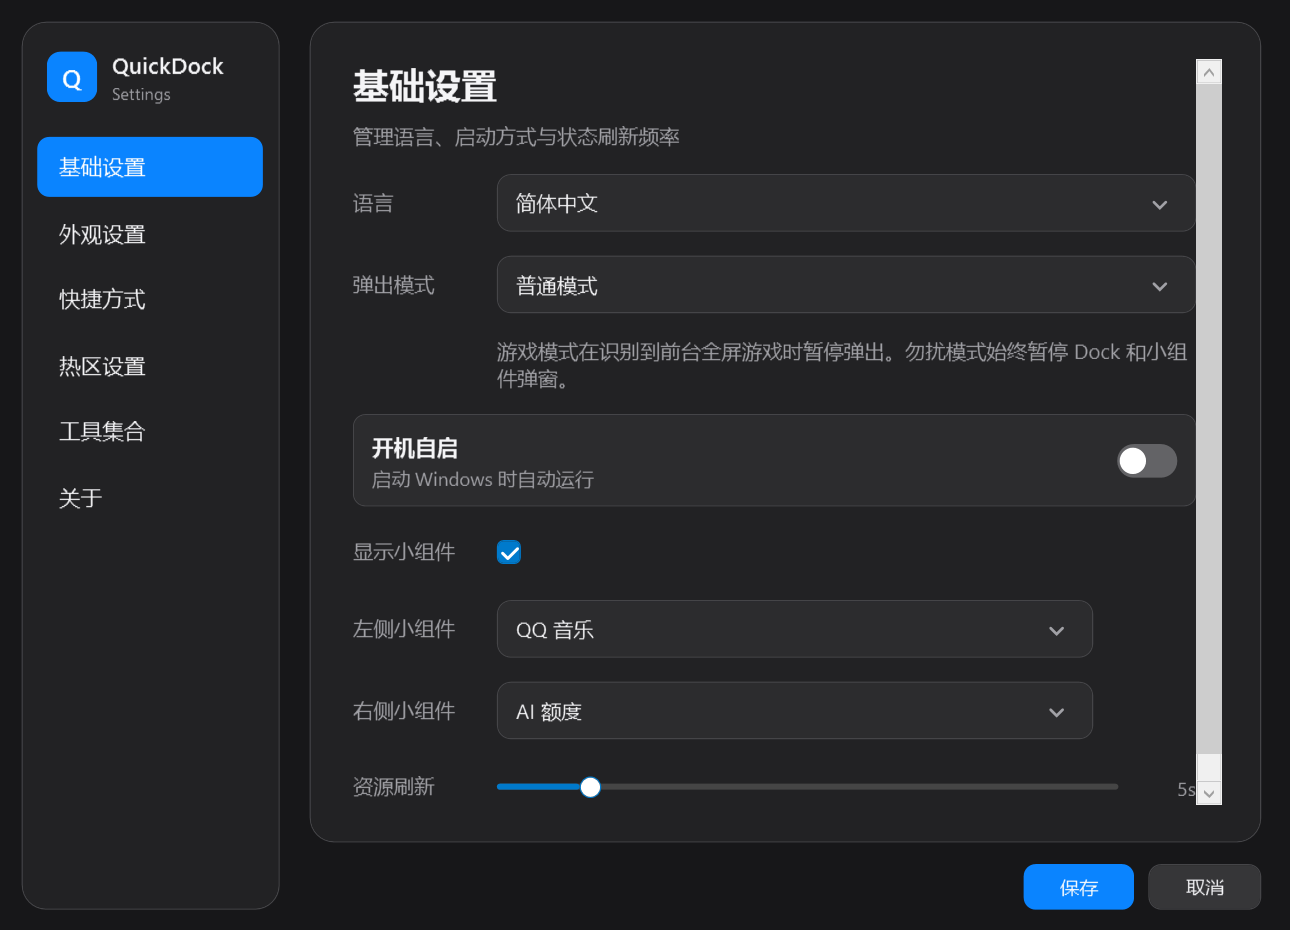 Q
QuickDock
Settings
基础设置
外观设置
快捷方式
热区设置
工具集合
关于
基础设置
管理语言、启动方式与状态刷新频率
语言
简体中文
弹出模式
普通模式
游戏模式在识别到前台全屏游戏时暂停弹出。勿扰模式始终暂停 Dock 和小组
件弹窗。
开机自启
启动 Windows 时自动运行
显示小组件
左侧小组件
QQ 音乐
右侧小组件
AI 额度
资源刷新
5s
保存
取消